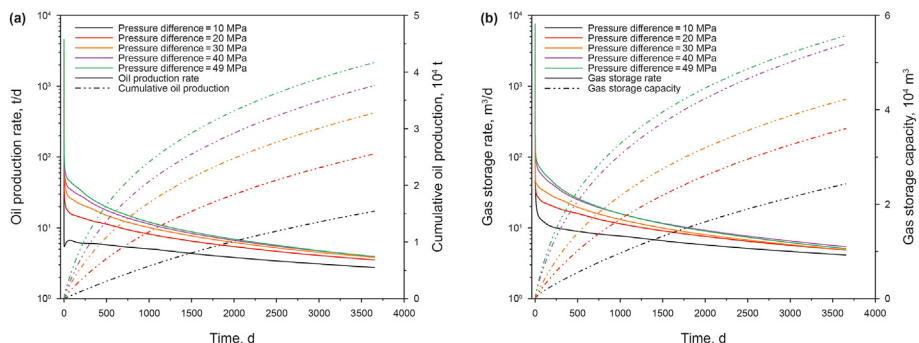 (a)
Oil production rate, t/d
10⁴
10³
10²
10¹
10⁰
Pressure difference = 10 MPa
Pressure difference = 20 MPa
Pressure difference = 30 MPa
Pressure difference = 40 MPa
Pressure difference = 49 MPa
Oil production rate
Cumulative oil production
5
4
3
2
1
0
Cumulative oil production, 10⁴ t
0 500 1000 1500 2000 2500 3000 3500 4000
Time, d
(b)
Gas storage rate, m³/d
10⁴
10³
10²
10¹
10⁰
Pressure difference = 10 MPa
Pressure difference = 20 MPa
Pressure difference = 30 MPa
Pressure difference = 40 MPa
Pressure difference = 49 MPa
Gas storage rate
Gas storage capacity
6
5
4
3
2
1
0
Gas storage capacity, 10⁴ m³
0 500 1000 1500 2000 2500 3000 3500 4000
Time, d